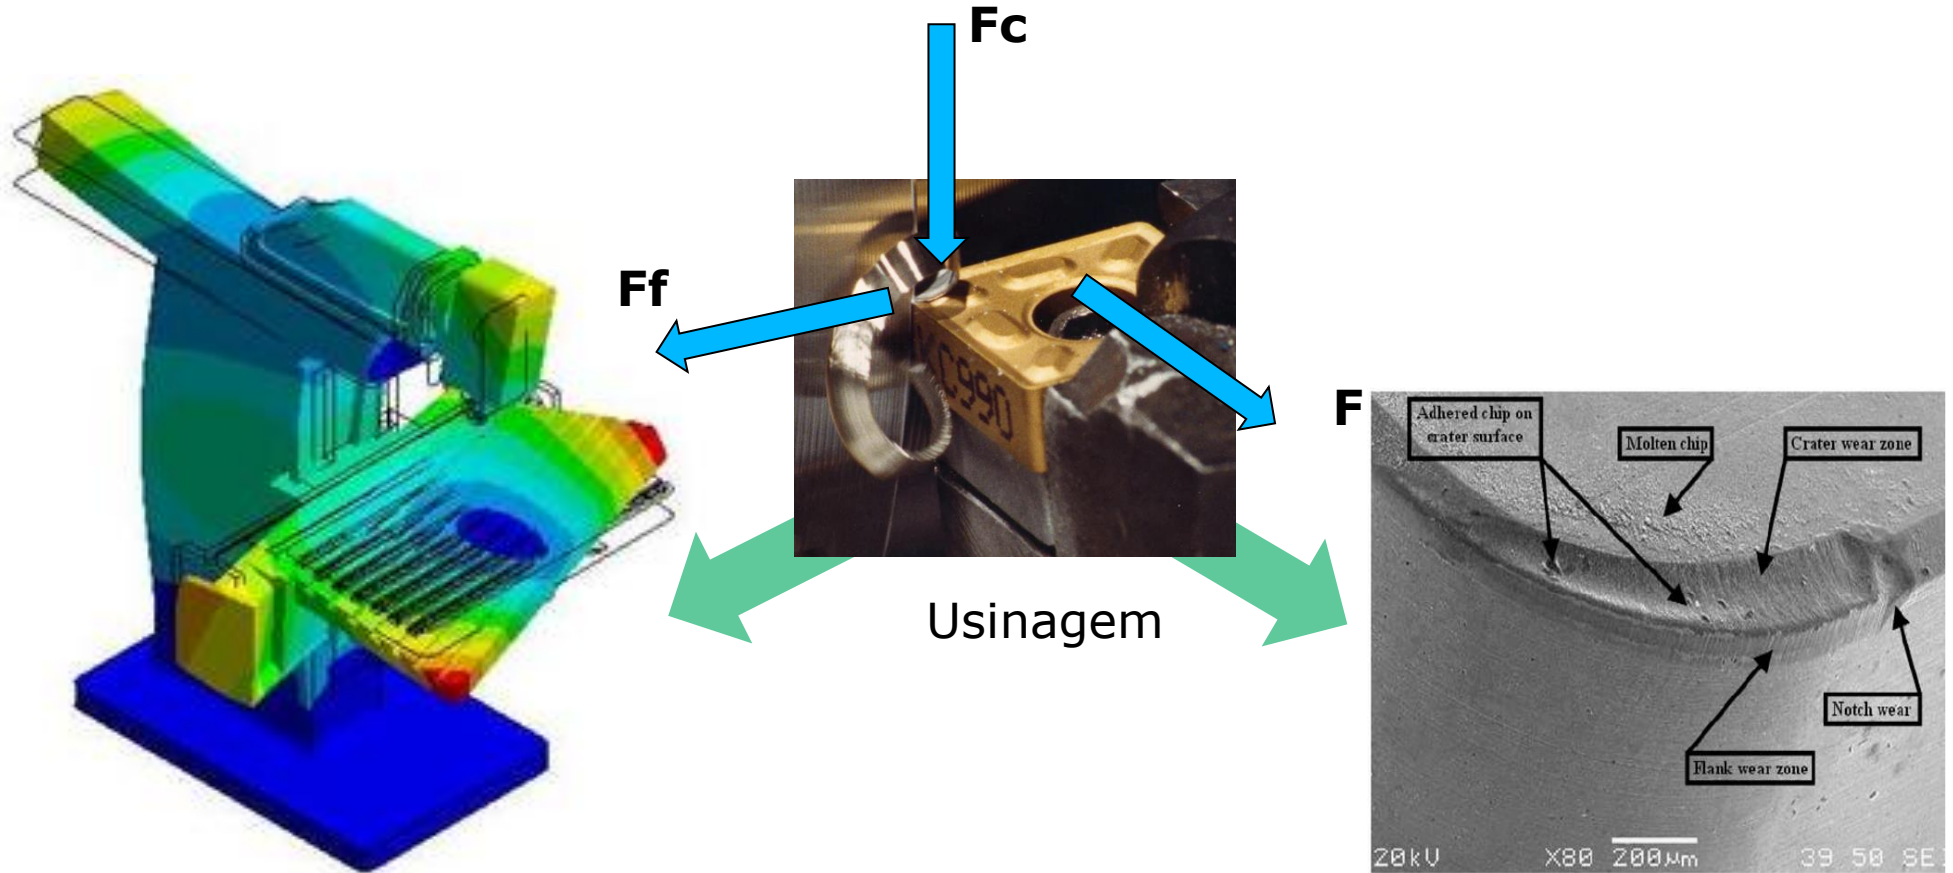 Fc
Ff
KC990
F
Usinagem
Adhered chip on
crater surface
Molten chip
Crater wear zone
Notch wear
Flank wear zone
20kV
X80
200µm
39 50 SE